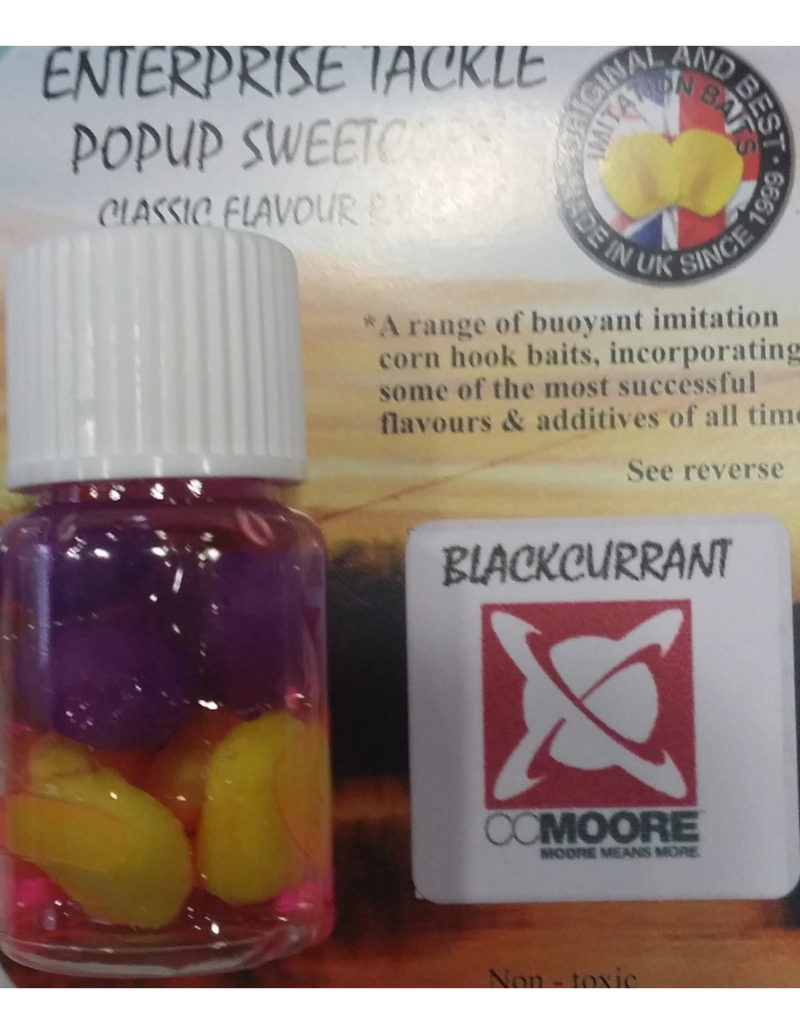 ENTERPRISE TACKLE
POPUP SWEETCORN
CLASSIC FLAVOUR
ORIGINAL AND BEST · MADE IN UK SINCE 1999
IMITATION BAITS
*A range of buoyant imitation
corn hook baits, incorporating
some of the most successful
flavours & additives of all time
See reverse
BLACKCURRANT
CCMOORE
MOORE MEANS MORE
Non - toxic